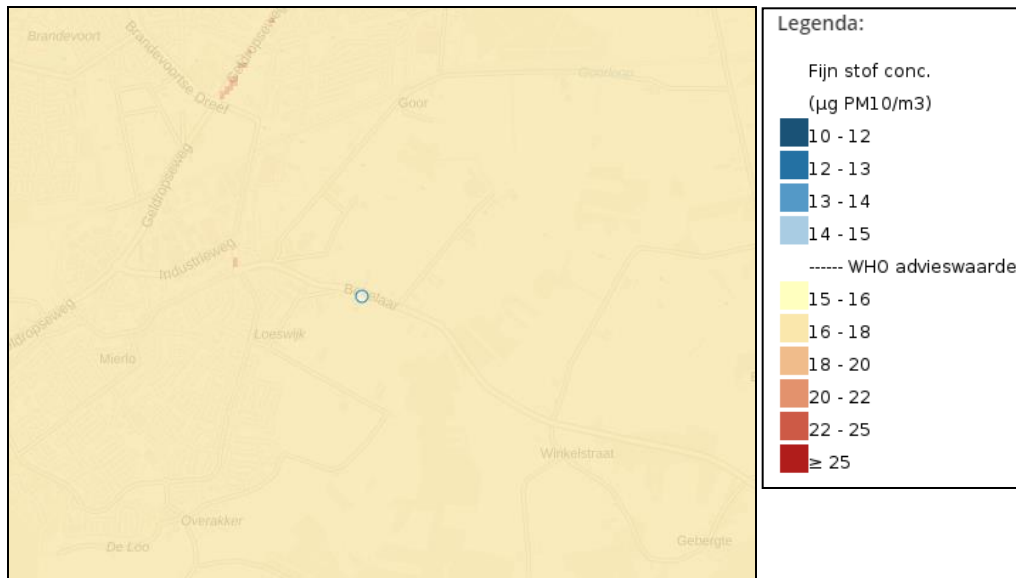 Brandevoort
Brandevoortse Dreef
Geldropseweg
Goorloop
Goor
Geldropseweg
Industrieweg
Loeswijk
Mierlo
Winkelstraat
Overakker
De Loo
Gebergte
Legenda:
Fijn stof conc.
(µg PM10/m3)
10 - 12
12 - 13
13 - 14
14 - 15
------ WHO advieswaarde
15 - 16
16 - 18
18 - 20
20 - 22
22 - 25
≥ 25